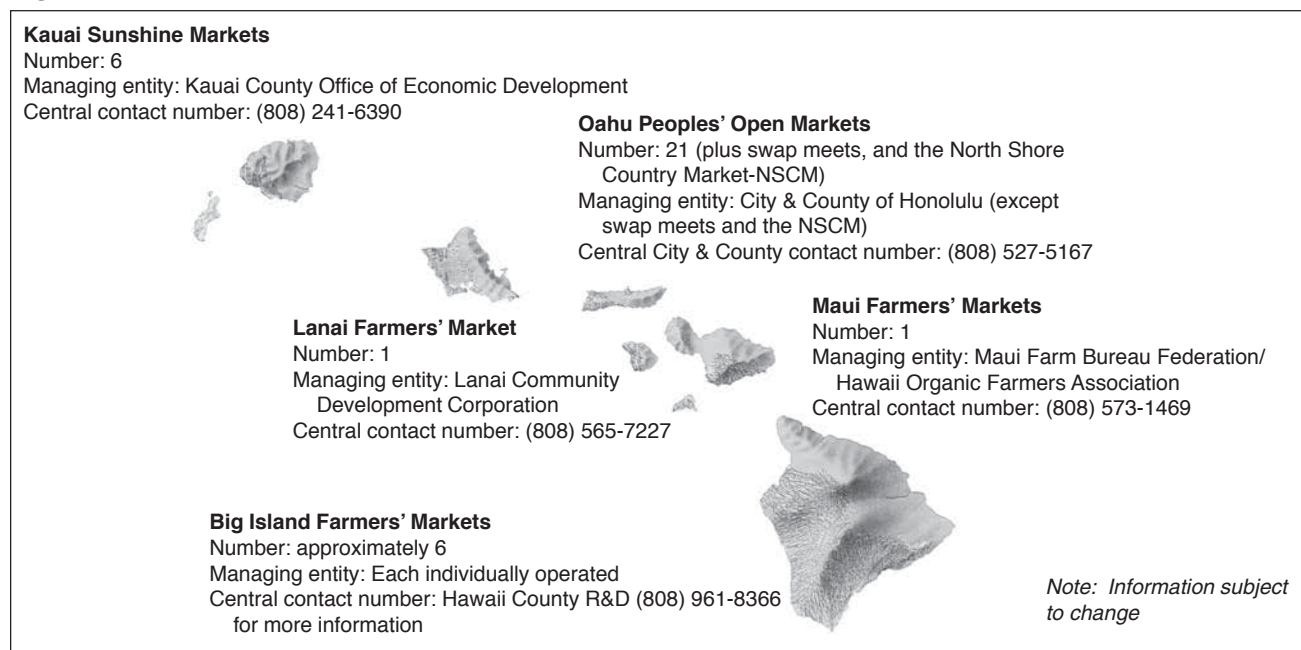 Kauai Sunshine Markets
Number: 6
Managing entity: Kauai County Office of Economic Development
Central contact number: (808) 241-6390
Oahu Peoples’ Open Markets
Number: 21 (plus swap meets, and the North Shore
Country Market-NSCM)
Managing entity: City & County of Honolulu (except
swap meets and the NSCM)
Central City & County contact number: (808) 527-5167
Lanai Farmers’ Market
Number: 1
Managing entity: Lanai Community
Development Corporation
Central contact number: (808) 565-7227
Maui Farmers’ Markets
Number: 1
Managing entity: Maui Farm Bureau Federation/
Hawaii Organic Farmers Association
Central contact number: (808) 573-1469
Big Island Farmers’ Markets
Number: approximately 6
Managing entity: Each individually operated
Central contact number: Hawaii County R&D (808) 961-8366
for more information
Note: Information subject
to change